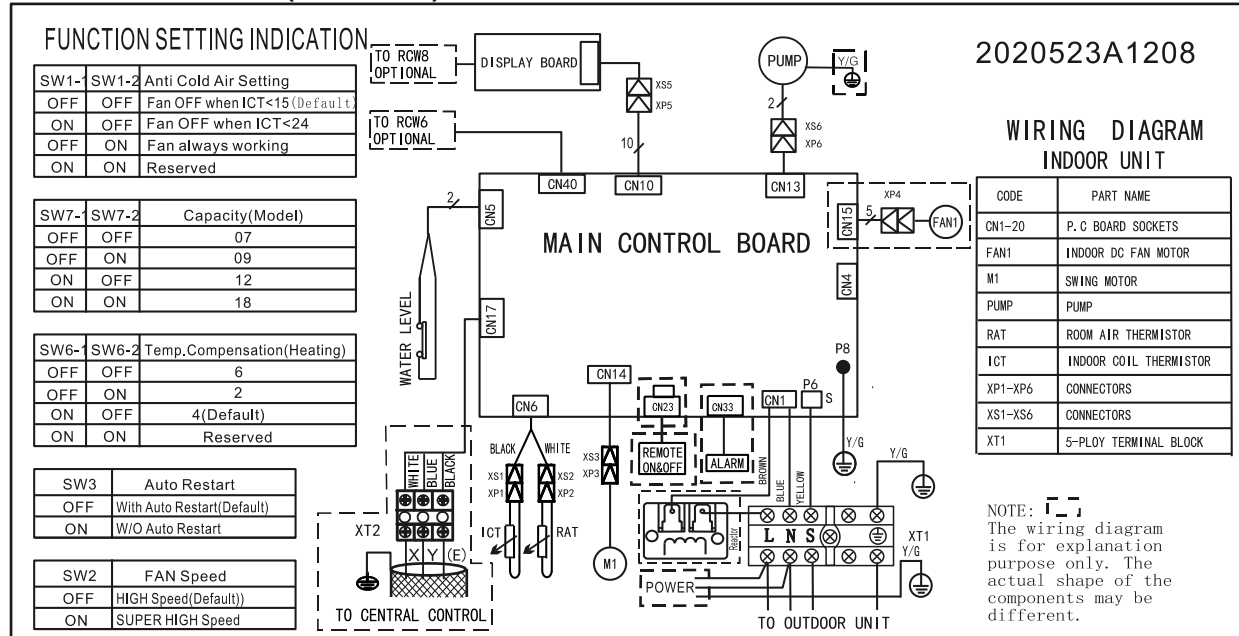 FUNCTION SETTING INDICATION
SW1-1 SW1-2 Anti Cold Air Setting
OFF OFF Fan OFF when ICT<15(Default)
ON OFF Fan OFF when ICT<24
OFF ON Fan always working
ON ON Reserved
SW7-1 SW7-2 Capacity(Model)
OFF OFF 07
OFF ON 09
ON OFF 12
ON ON 18
SW6-1 SW6-2 Temp.Compensation(Heating)
OFF OFF 6
OFF ON 2
ON OFF 4(Default)
ON ON Reserved
SW3 Auto Restart
OFF With Auto Restart(Default)
ON W/O Auto Restart
SW2 FAN Speed
OFF HIGH Speed(Default))
ON SUPER HIGH Speed
TO RCW8
OPTIONAL
DISPLAY BOARD
XS5
XP5
10
TO RCW6
OPTIONAL
PUMP
Y/G
2
XS6
XP6
CN40
CN10
CN13
2
CN5
CN15
5
XP4
FAN1
MAIN CONTROL BOARD
CN4
CN17
WATER LEVEL
P8
CN14
CN6
CN23
CN33
CN1
P6
S
BLACK
WHITE
XS1
XP1
XS2
XP2
ICT
RAT
XS3
XP3
M1
REMOTE
ON&OFF
ALARM
BROWN
BLUE
YELLOW
Y/G
Y/G
WHITE
BLUE
BLACK
XT2
X Y (E)
TO CENTRAL CONTROL
Reactor
L N S
XT1
Y/G
POWER
TO OUTDOOR UNIT
2020523A1208
WIRING DIAGRAM
INDOOR UNIT
CODE PART NAME
CN1-20 P.C BOARD SOCKETS
FAN1 INDOOR DC FAN MOTOR
M1 SWING MOTOR
PUMP PUMP
RAT ROOM AIR THERMISTOR
ICT INDOOR COIL THERMISTOR
XP1-XP6 CONNECTORS
XS1-XS6 CONNECTORS
XT1 5-PLOY TERMINAL BLOCK
NOTE:
The wiring diagram
is for explanation
purpose only. The
actual shape of the
components may be
different.